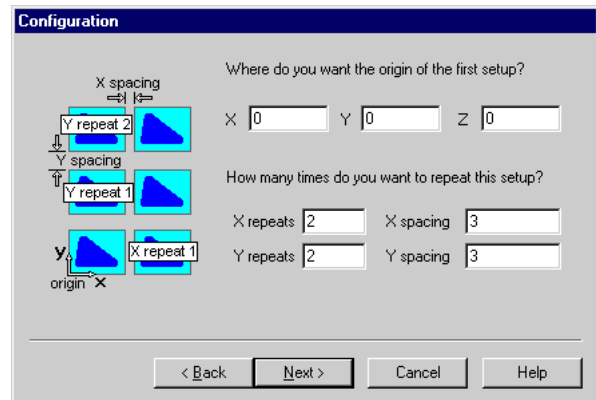 Configuration
X spacing
Y repeat 2
Y spacing
Y repeat 1
y
X repeat 1
origin X
Where do you want the origin of the first setup?
X 0 Y 0 Z 0
How many times do you want to repeat this setup?
X repeats 2 X spacing 3
Y repeats 2 Y spacing 3
< Back Next > Cancel Help